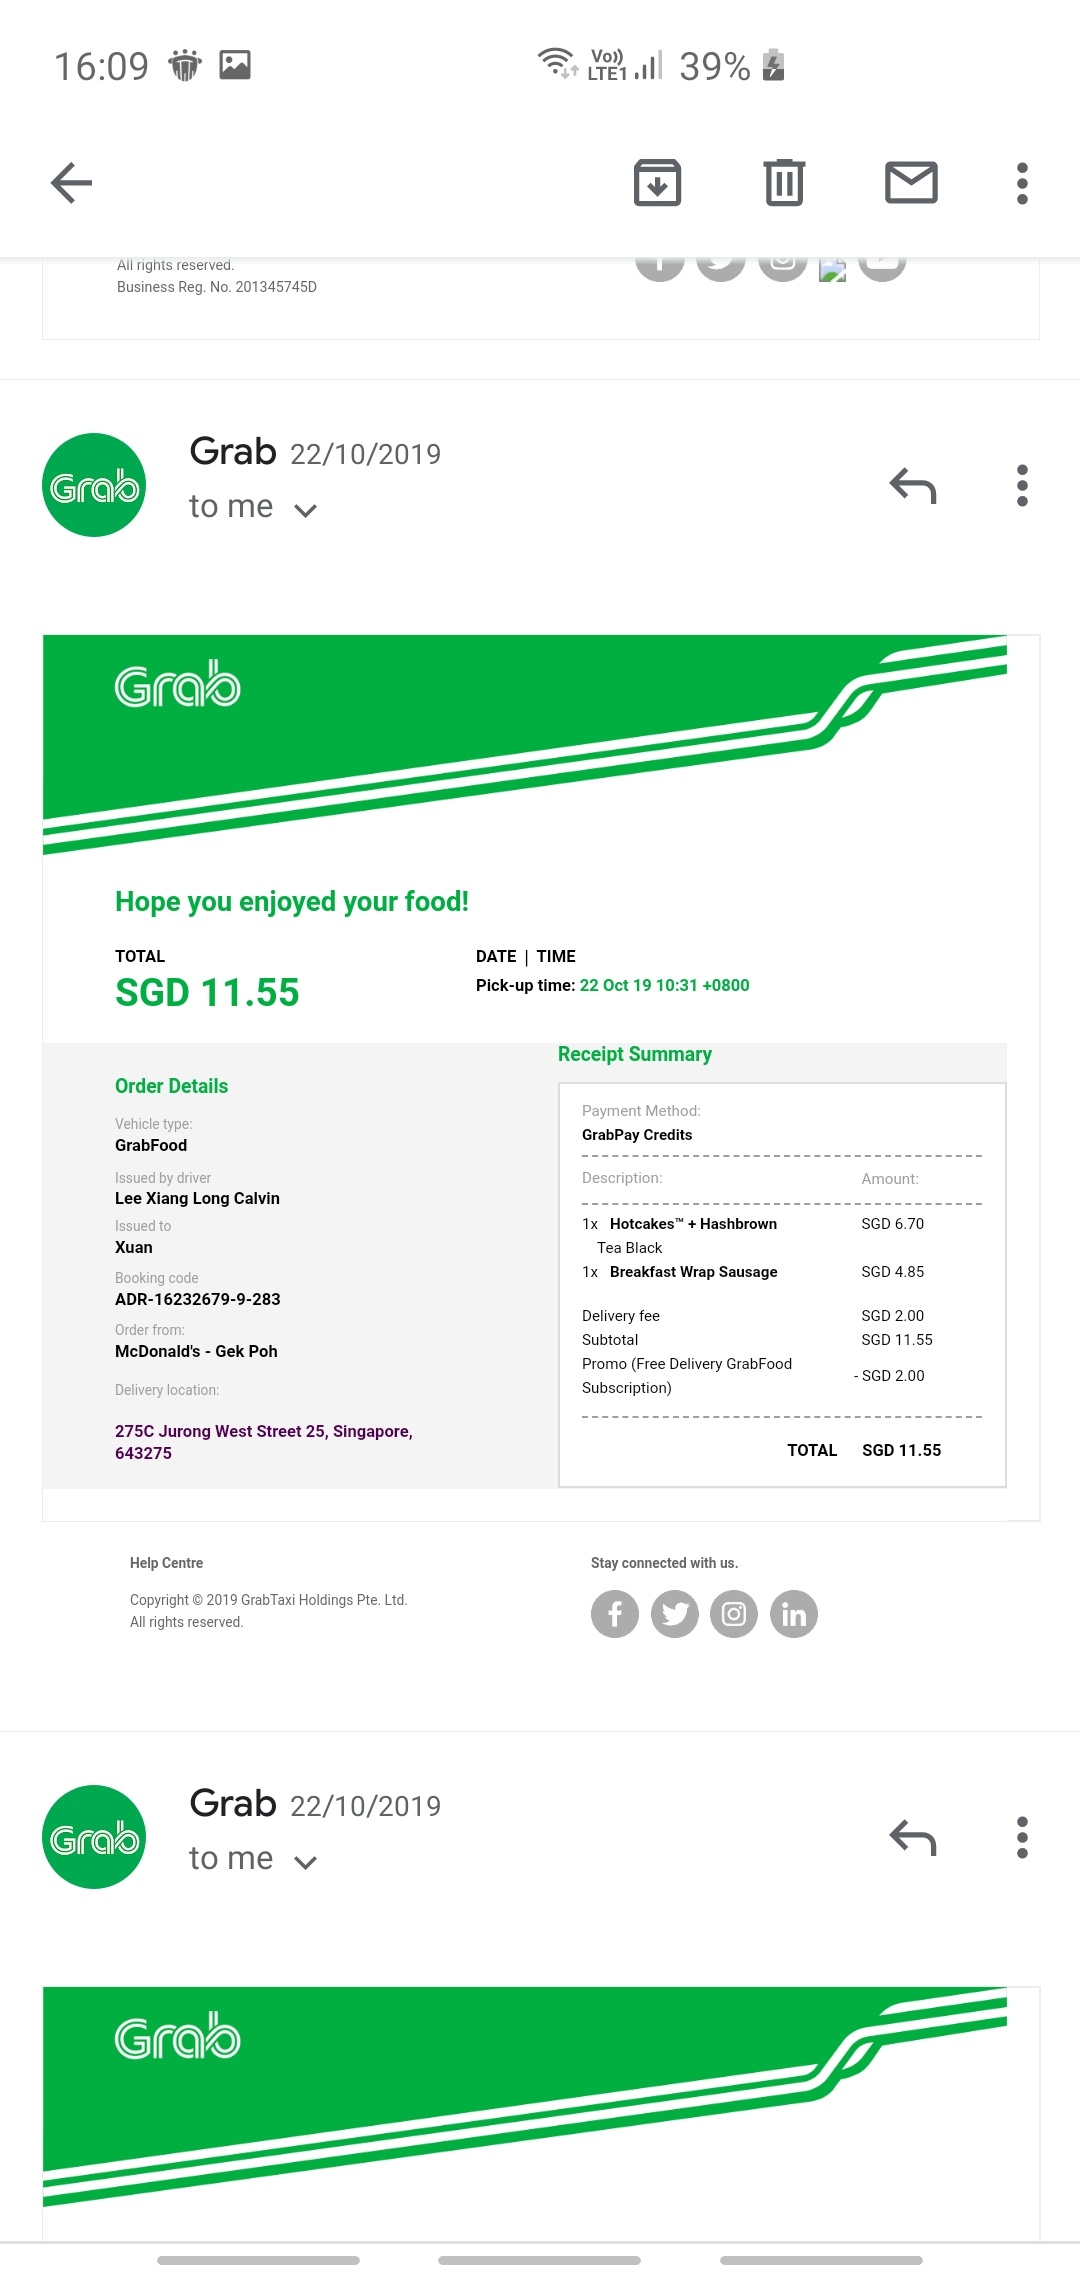 16:09
Vo)) LTE1 39%
All rights reserved.
Business Reg. No. 201345745D
Grab
Grab 22/10/2019
to me
Grab
Hope you enjoyed your food!
TOTAL
SGD 11.55
DATE | TIME
Pick-up time: 22 Oct 19 10:31 +0800
Order Details
Vehicle type:
GrabFood
Issued by driver
Lee Xiang Long Calvin
Issued to
Xuan
Booking code
ADR-16232679-9-283
Order from:
McDonald's - Gek Poh
Delivery location:
275C Jurong West Street 25, Singapore,
643275
Receipt Summary
Payment Method:
GrabPay Credits
Description: Amount:
1x Hotcakes™ + Hashbrown SGD 6.70
Tea Black
1x Breakfast Wrap Sausage SGD 4.85
Delivery fee SGD 2.00
Subtotal SGD 11.55
Promo (Free Delivery GrabFood
Subscription) - SGD 2.00
TOTAL SGD 11.55
Help Centre
Copyright © 2019 GrabTaxi Holdings Pte. Ltd.
All rights reserved.
Stay connected with us.
Grab
Grab 22/10/2019
to me
Grab